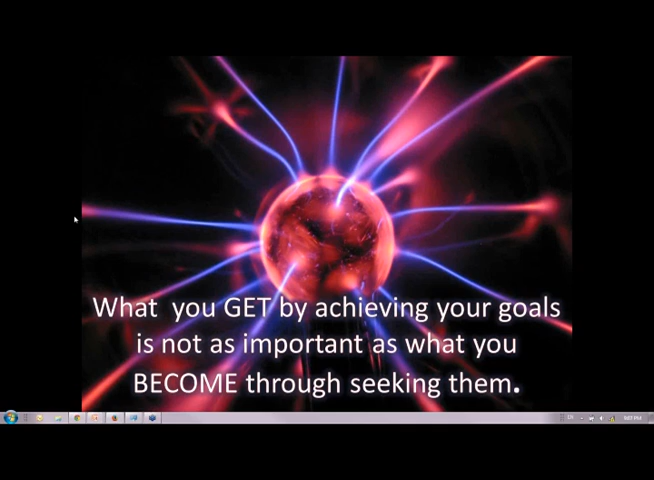 What you GET by achieving your goals
is not as important as what you
BECOME through seeking them.